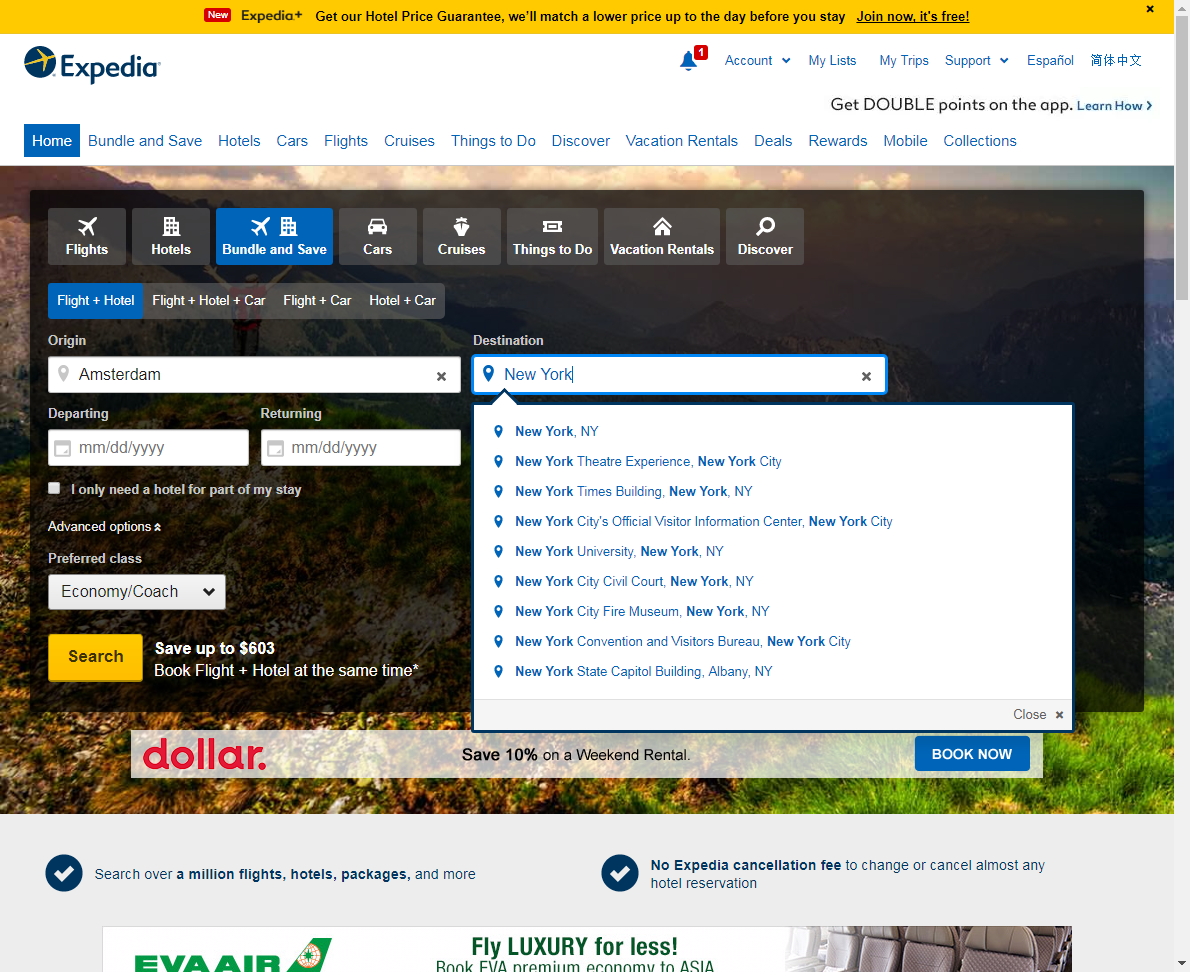 New Expedia+ Get our Hotel Price Guarantee, we'll match a lower price up to the day before you stay Join now, it's free!
Expedia
1 Account My Lists My Trips Support Español 简体中文
Get DOUBLE points on the app. Learn How
Home Bundle and Save Hotels Cars Flights Cruises Things to Do Discover Vacation Rentals Deals Rewards Mobile Collections
Flights Hotels Bundle and Save Cars Cruises Things to Do Vacation Rentals Discover
Flight + Hotel Flight + Hotel + Car Flight + Car Hotel + Car
Origin Destination
Amsterdam New York
Departing Returning
mm/dd/yyyy mm/dd/yyyy
I only need a hotel for part of my stay
Advanced options
Preferred class
Economy/Coach
Search
Save up to $603
Book Flight + Hotel at the same time*
New York, NY
New York Theatre Experience, New York City
New York Times Building, New York, NY
New York City's Official Visitor Information Center, New York City
New York University, New York, NY
New York City Civil Court, New York, NY
New York City Fire Museum, New York, NY
New York Convention and Visitors Bureau, New York City
New York State Capitol Building, Albany, NY
Close
dollar. Save 10% on a Weekend Rental. BOOK NOW
Search over a million flights, hotels, packages, and more
No Expedia cancellation fee to change or cancel almost any
hotel reservation
EVA AIR
Fly LUXURY for less!
Book EVA premium economy to ASIA